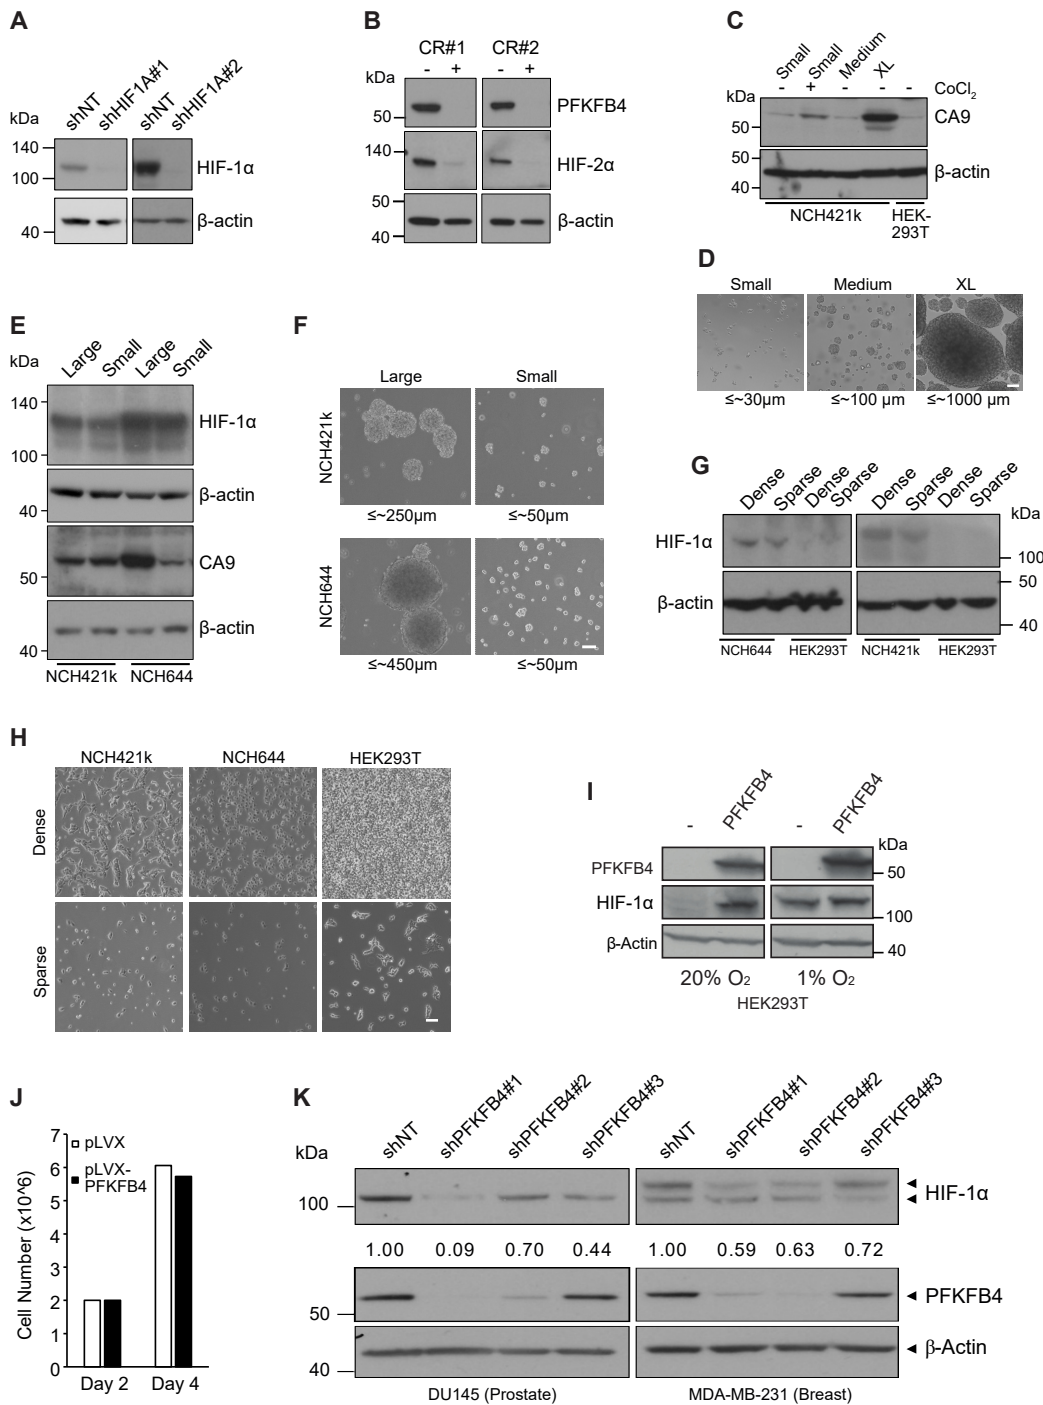 A
kDa
shNT
shHIF1A#1
shNT
shHIF1A#2
140
100
HIF-1α
40
β-actin
B
CR#1 CR#2
kDa
- + - +
50
PFKFB4
140
HIF-2α
50
40
β-actin
C
Small
Small
Medium
XL
- + - - - CoCl2
kDa
50
CA9
50
40
β-actin
NCH421k
HEK-
293T
D
Small Medium XL
≤~30µm ≤~100 µm ≤~1000 µm
E
kDa
Large
Small
Large
Small
140
100
HIF-1α
40
β-actin
50
CA9
40
β-actin
NCH421k NCH644
F
Large Small
NCH421k
≤~250µm ≤~50µm
NCH644
≤~450µm ≤~50µm
G
Dense
Sparse
Dense
Sparse
Dense
Sparse
Dense
Sparse
kDa
HIF-1α
100
50
β-actin
40
NCH644 HEK293T NCH421k HEK293T
H
NCH421k NCH644 HEK293T
Dense
Sparse
I
- PFKFB4 - PFKFB4
kDa
PFKFB4
50
HIF-1α
100
β-Actin
40
20% O2 1% O2
HEK293T
J
Cell Number (x10^6)
7
6
5
4
3
2
1
0
pLVX
pLVX-
PFKFB4
Day 2 Day 4
K
kDa
shNT
shPFKFB4#1
shPFKFB4#2
shPFKFB4#3
shNT
shPFKFB4#1
shPFKFB4#2
shPFKFB4#3
100
HIF-1α
1.00 0.09 0.70 0.44 1.00 0.59 0.63 0.72
50
PFKFB4
40
β-Actin
DU145 (Prostate) MDA-MB-231 (Breast)